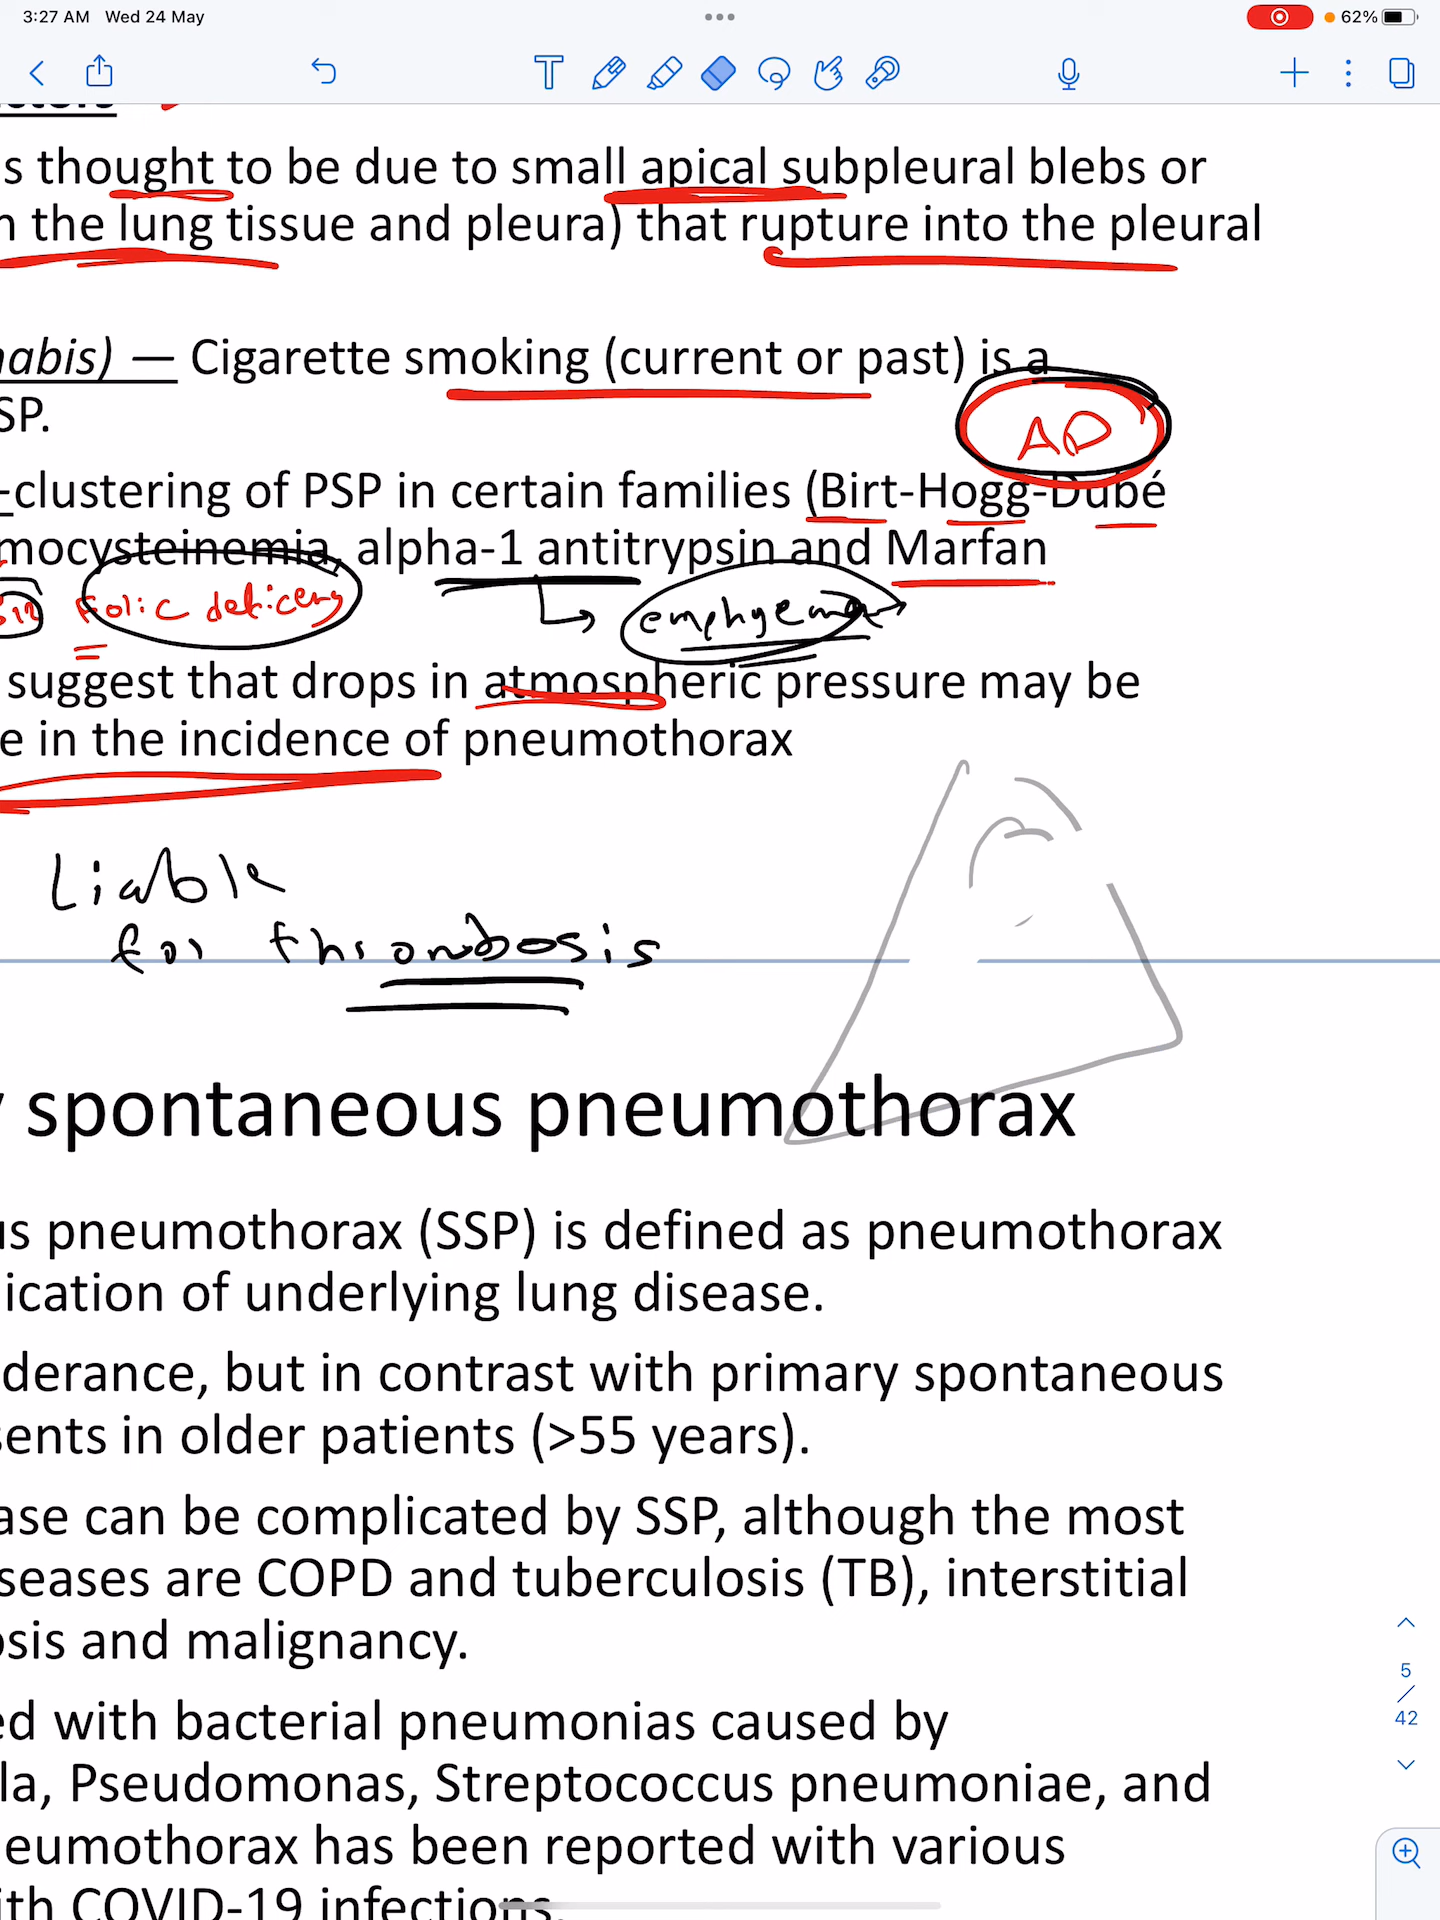 3:27 AM Wed 24 May
62%
s thought to be due to small apical subpleural blebs or
n the lung tissue and pleura) that rupture into the pleural
nabis) — Cigarette smoking (current or past) is a
SP.
AD
-clustering of PSP in certain families (Birt-Hogg-Dubé
mocysteinemia, alpha-1 antitrypsin and Marfan
Folic deficeny
emphyema
suggest that drops in atmospheric pressure may be
e in the incidence of pneumothorax
Liable
for thrombosis
y spontaneous pneumothorax
us pneumothorax (SSP) is defined as pneumothorax
ication of underlying lung disease.
derance, but in contrast with primary spontaneous
sents in older patients (>55 years).
ase can be complicated by SSP, although the most
seases are COPD and tuberculosis (TB), interstitial
osis and malignancy.
ed with bacterial pneumonias caused by
la, Pseudomonas, Streptococcus pneumoniae, and
eumothorax has been reported with various
ith COVID-19 infections.
5
/
42